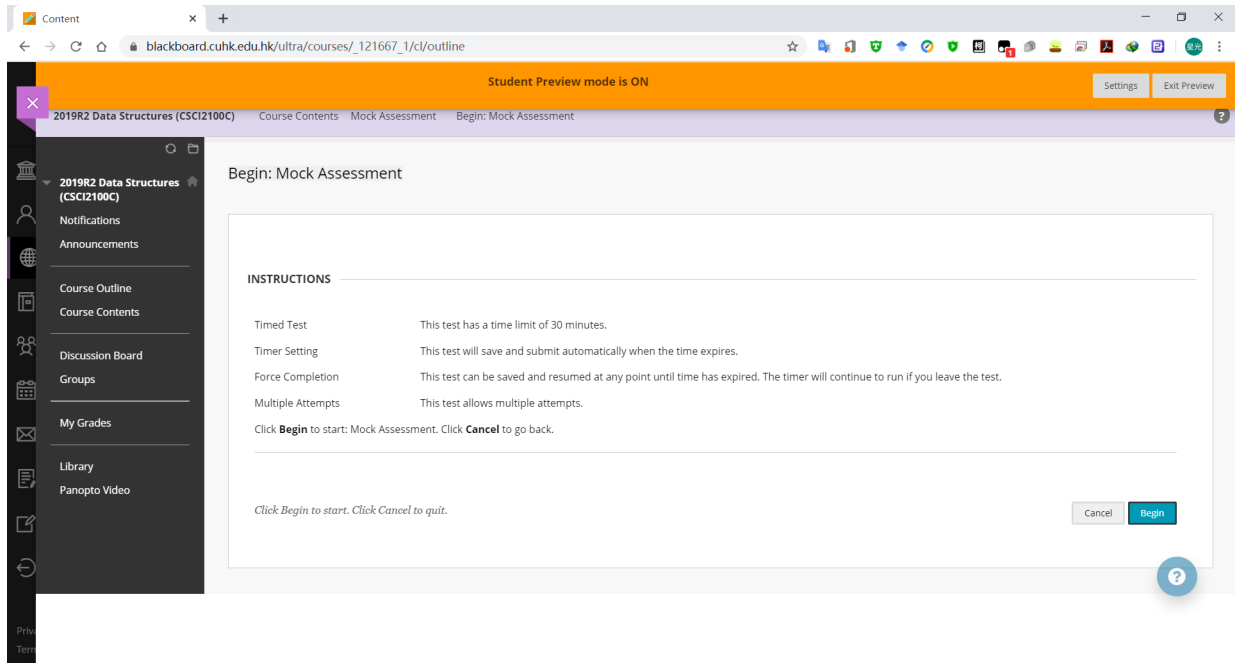 Content
blackboard.cuhk.edu.hk/ultra/courses/_121667_1/cl/outline
Student Preview mode is ON
Settings
Exit Preview
2019R2 Data Structures (CSCI2100C) Course Contents Mock Assessment Begin: Mock Assessment
2019R2 Data Structures
(CSCI2100C)
Notifications
Announcements
Course Outline
Course Contents
Discussion Board
Groups
My Grades
Library
Panopto Video
Begin: Mock Assessment
INSTRUCTIONS
Timed Test This test has a time limit of 30 minutes.
Timer Setting This test will save and submit automatically when the time expires.
Force Completion This test can be saved and resumed at any point until time has expired. The timer will continue to run if you leave the test.
Multiple Attempts This test allows multiple attempts.
Click Begin to start: Mock Assessment. Click Cancel to go back.
Click Begin to start. Click Cancel to quit.
Cancel
Begin
Priv
Tern